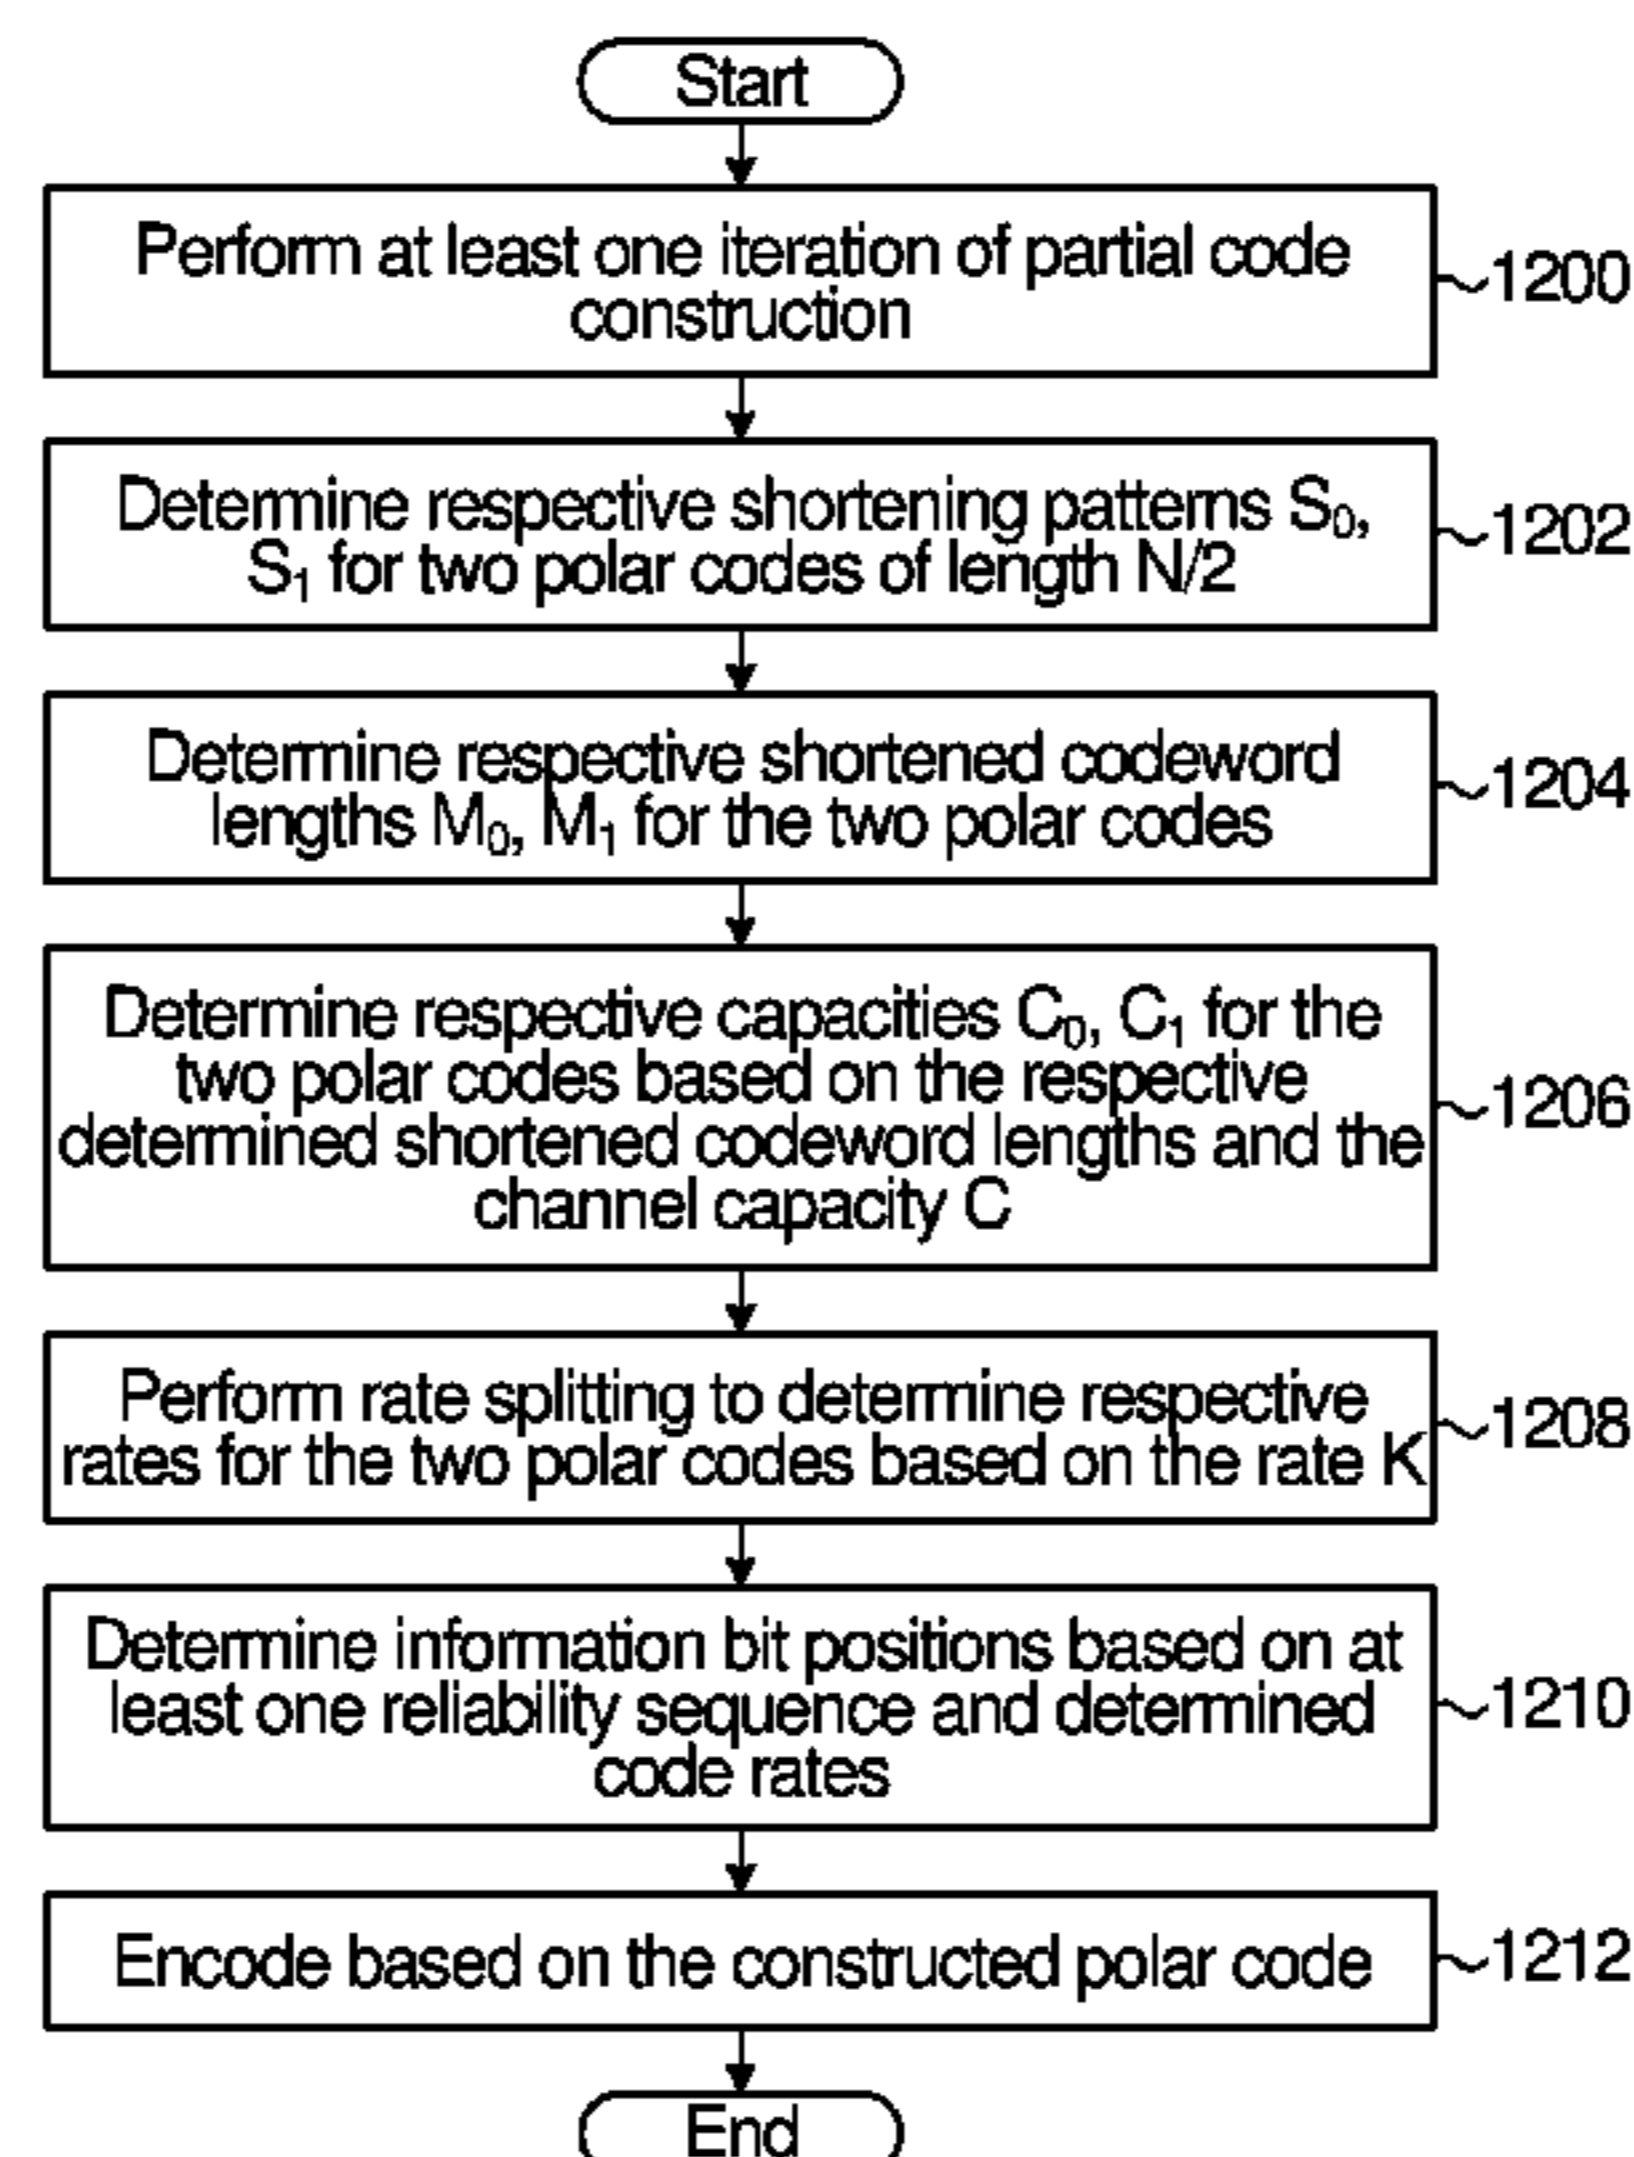 Start
Perform at least one iteration of partial code
construction
1200
Determine respective shortening patterns S₀,
S₁ for two polar codes of length N/2
1202
Determine respective shortened codeword
lengths M₀, M₁ for the two polar codes
1204
Determine respective capacities C₀, C₁ for the
two polar codes based on the respective
determined shortened codeword lengths and the
channel capacity C
1206
Perform rate splitting to determine respective
rates for the two polar codes based on the rate K
1208
Determine information bit positions based on at
least one reliability sequence and determined
code rates
1210
Encode based on the constructed polar code
1212
End